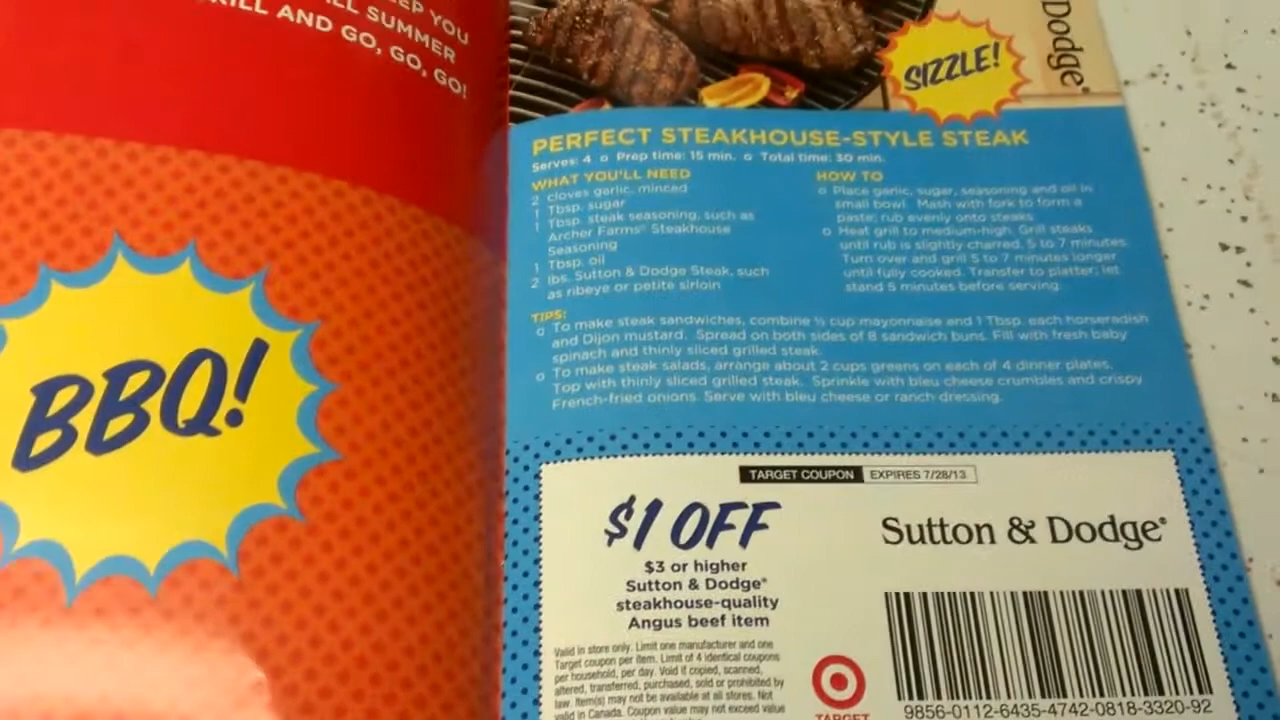 EP YOU
LL SUMMER
RILL AND GO, GO, GO!
BBQ!
SIZZLE!
Dodge®
PERFECT STEAKHOUSE-STYLE STEAK
Serves: 4 o Prep time: 15 min. o Total time: 30 min.
WHAT YOU'LL NEED
2 cloves garlic, minced
1 Tbsp. sugar
1 Tbsp. steak seasoning, such as
Archer Farms® Steakhouse
Seasoning
1 Tbsp. oil
2 lbs. Sutton & Dodge Steak, such
as ribeye or petite sirloin
HOW TO
o Place garlic, sugar, seasoning and oil in
small bowl. Mash with fork to form a
paste; rub evenly onto steaks.
o Heat grill to medium-high. Grill steaks
until rub is slightly charred, 5 to 7 minutes.
Turn over and grill 5 to 7 minutes longer
until fully cooked. Transfer to platter; let
stand 5 minutes before serving.
TIPS:
o To make steak sandwiches, combine ½ cup mayonnaise and 1 Tbsp. each horseradish
and Dijon mustard. Spread on both sides of 8 sandwich buns. Fill with fresh baby
spinach and thinly sliced grilled steak.
o To make steak salads, arrange about 2 cups greens on each of 4 dinner plates.
Top with thinly sliced grilled steak. Sprinkle with bleu cheese crumbles and crispy
French-fried onions. Serve with bleu cheese or ranch dressing.
TARGET COUPON EXPIRES 7/28/13
$1 OFF
$3 or higher
Sutton & Dodge®
steakhouse-quality
Angus beef item
Valid in store only. Limit one manufacturer and one
Target coupon per item. Limit of 4 identical coupons
per household, per day. Void if copied, scanned,
altered, transferred, purchased, sold or prohibited by
law. Item(s) may not be available at all stores. Not
valid in Canada. Coupon value may not exceed value
Sutton & Dodge®
TARGET
9856-0112-6435-4742-0818-3320-92